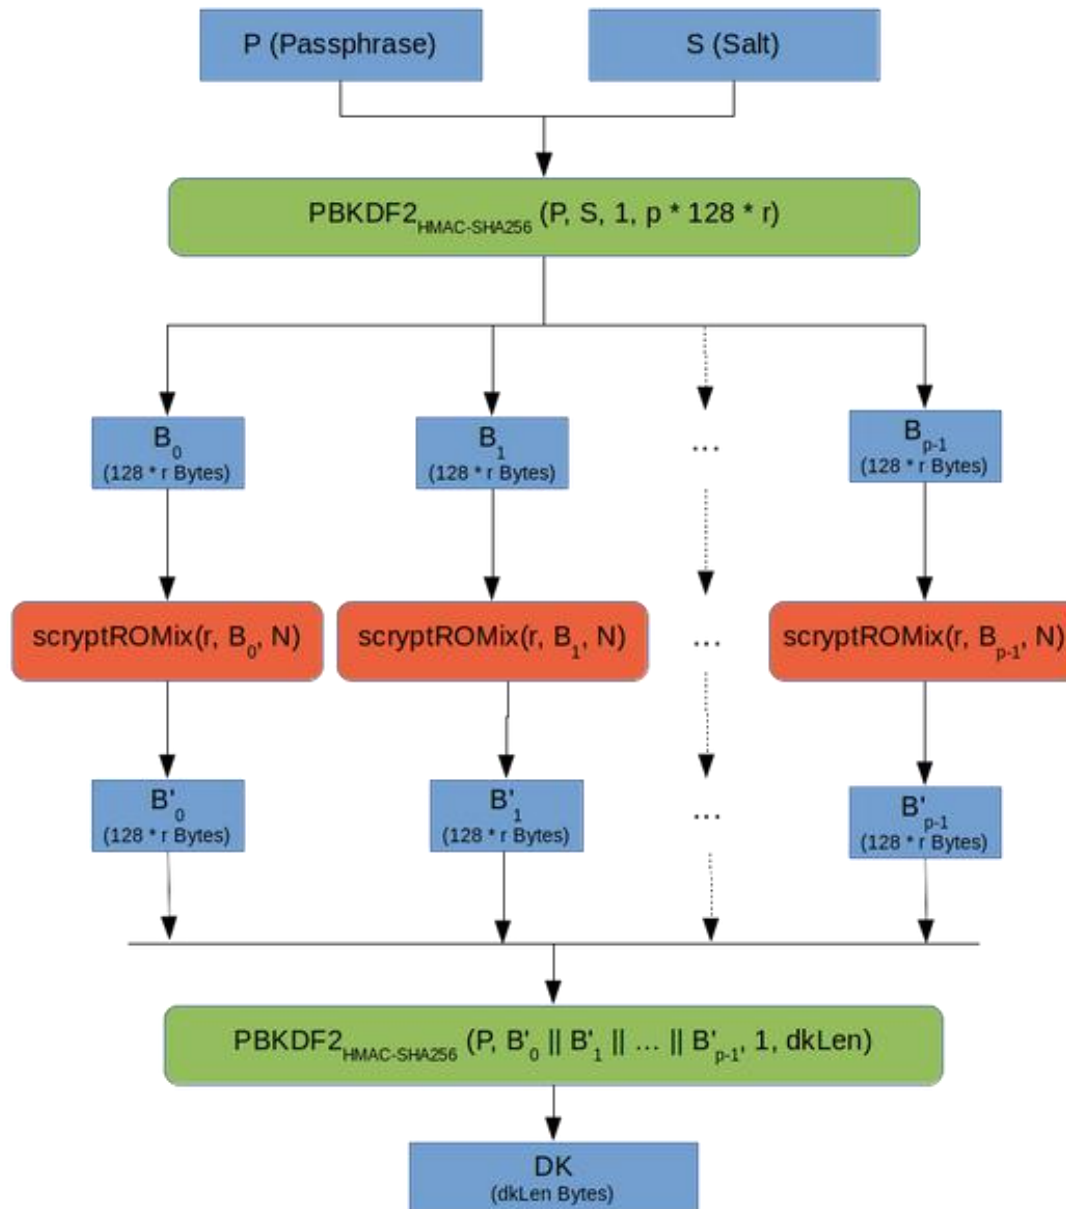 P (Passphrase)
S (Salt)
PBKDF2HMAC-SHA256 (P, S, 1, p * 128 * r)
B0
(128 * r Bytes)
B1
(128 * r Bytes)
...
Bp-1
(128 * r Bytes)
scryptROMix(r, B0, N)
scryptROMix(r, B1, N)
...
scryptROMix(r, Bp-1, N)
B'0
(128 * r Bytes)
B'1
(128 * r Bytes)
...
B'p-1
(128 * r Bytes)
PBKDF2HMAC-SHA256 (P, B'0 || B'1 || ... || B'p-1, 1, dkLen)
DK
(dkLen Bytes)